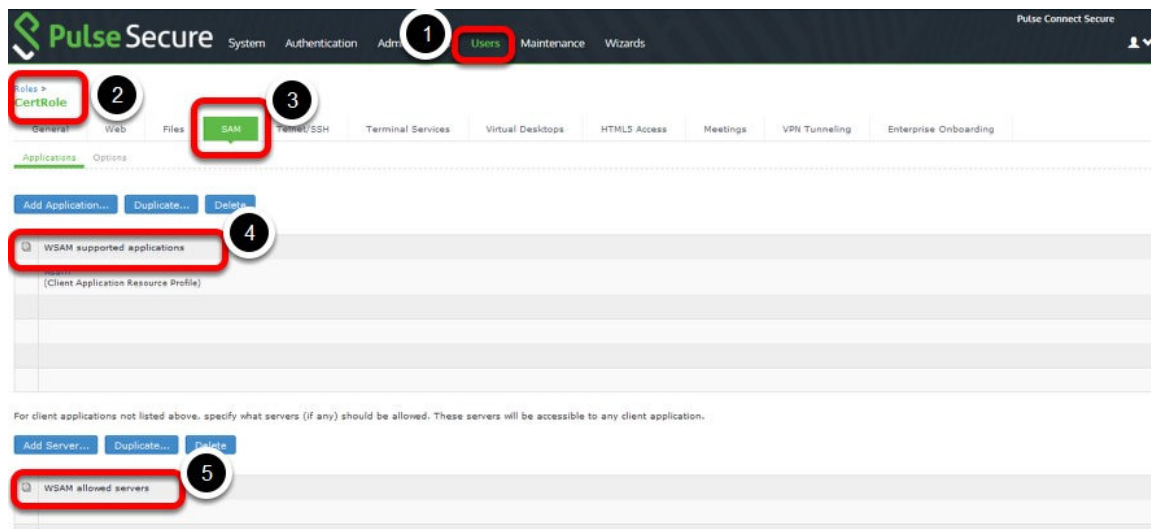 Pulse Connect Secure
Pulse Secure System Authentication 1 Users Maintenance Wizards
Roles >
CertRole
2
3
General Web Files SAM Telnet/SSH Terminal Services Virtual Desktops HTML5 Access Meetings VPN Tunneling Enterprise Onboarding
Applications Options
Add Application... Duplicate... Delete
4
WSAM supported applications
(Client Application Resource Profile)
For client applications not listed above, specify what servers (if any) should be allowed. These servers will be accessible to any client application.
Add Server... Duplicate... Delete
5
WSAM allowed servers